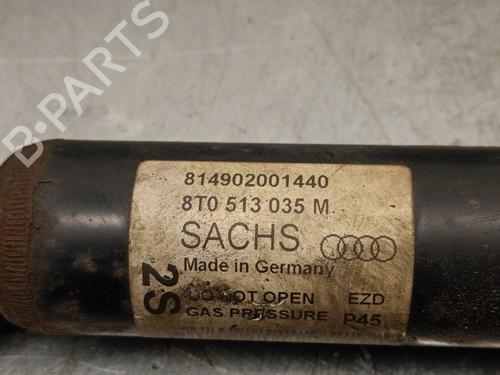 B-PARTS
814902001440
8T0 513 035 M
SACHS
Made in Germany
2S
DO NOT OPEN EZD
GAS PRESSURE P45